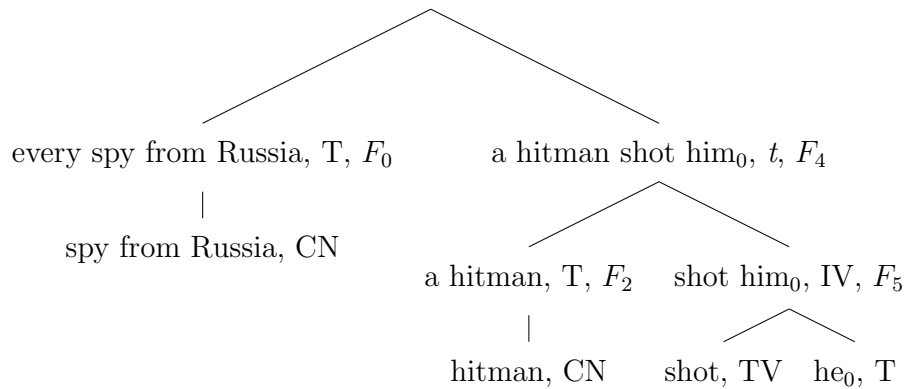 every spy from Russia, T, F₀ a hitman shot him₀, t, F₄
spy from Russia, CN
a hitman, T, F₂ shot him₀, IV, F₅
hitman, CN shot, TV he₀, T